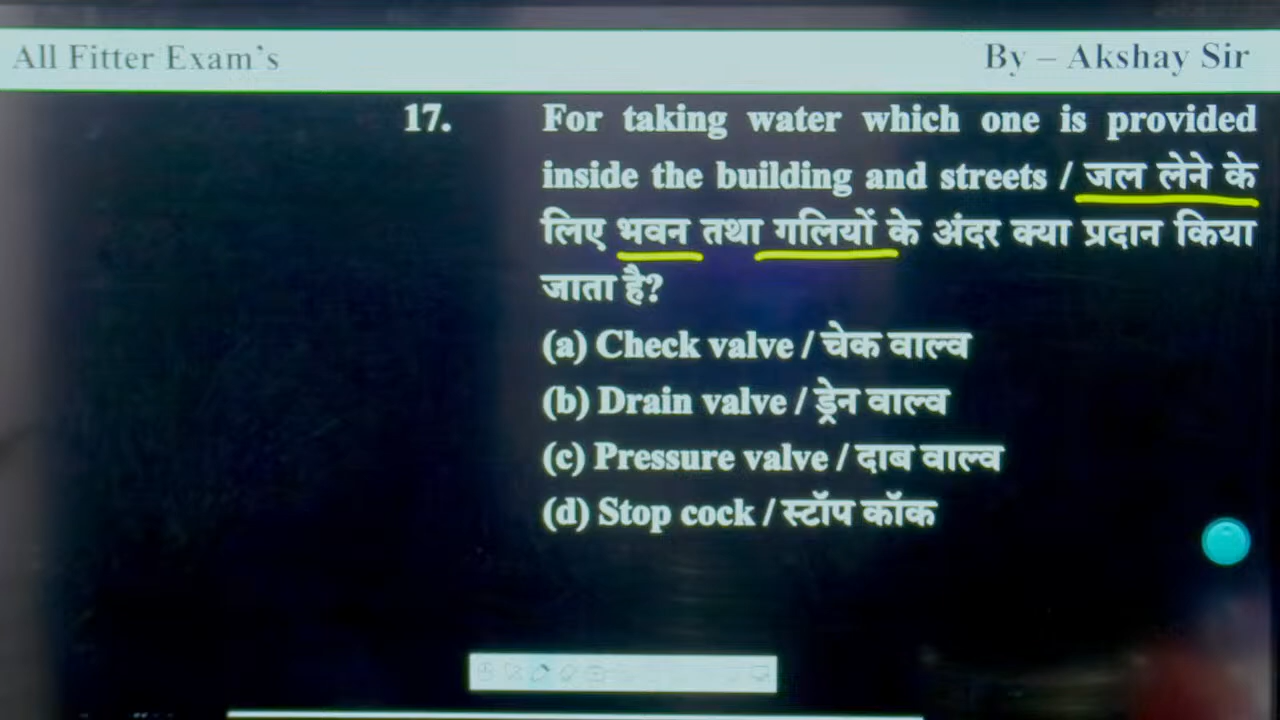 All Fitter Exam's
By – Akshay Sir
17. For taking water which one is provided
inside the building and streets / जल लेने के
लिए भवन तथा गलियों के अंदर क्या प्रदान किया
जाता है?
(a) Check valve / चेक वाल्व
(b) Drain valve / ड्रेन वाल्व
(c) Pressure valve / दाब वाल्व
(d) Stop cock / स्टॉप कॉक